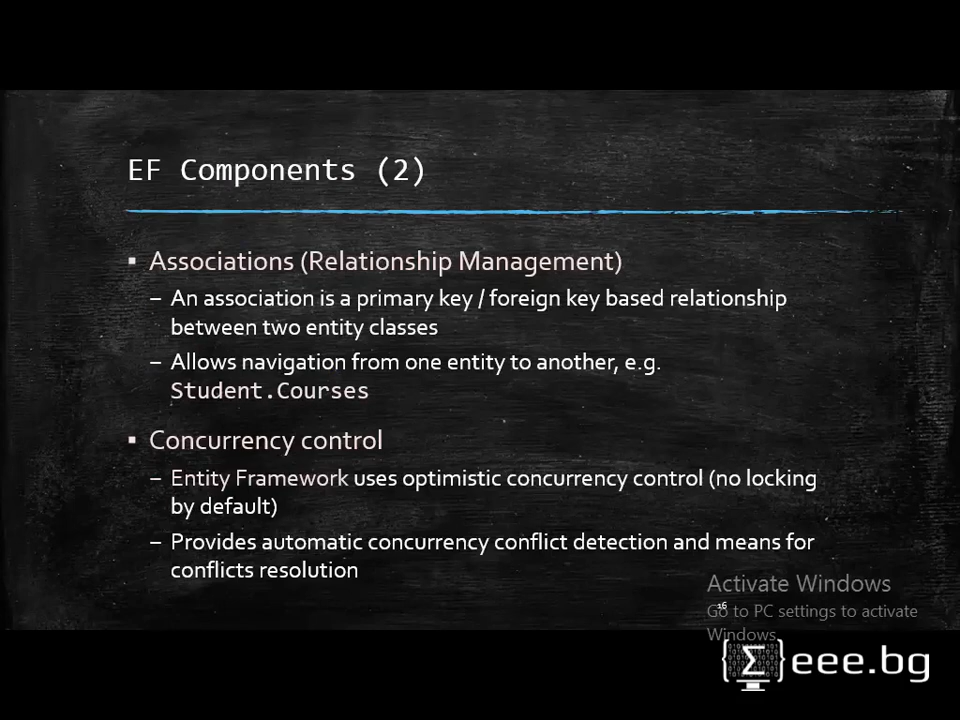 EF Components (2)
▪ Associations (Relationship Management)
– An association is a primary key / foreign key based relationship
between two entity classes
– Allows navigation from one entity to another, e.g.
Student.Courses
▪ Concurrency control
– Entity Framework uses optimistic concurrency control (no locking
by default)
– Provides automatic concurrency conflict detection and means for
conflicts resolution
Activate Windows
16
Go to PC settings to activate
Windows.
{Σ}eee.bg